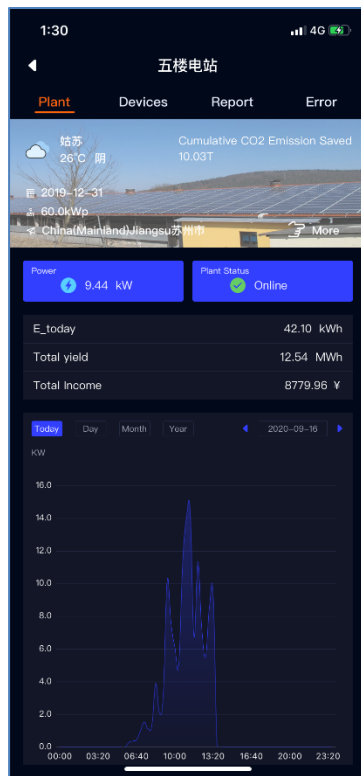 1:30
4G
五楼电站
Plant Devices Report Error
姑苏
26°C 阴
Cumulative CO2 Emission Saved
10.03T
2019-12-31
60.0kWp
China(Mainland)Jiangsu苏州市
More
Power
9.44 kW
Plant Status
Online
E_today 42.10 kWh
Total yield 12.54 MWh
Total Income 8779.96 ¥
Today Day Month Year 2020-09-16
KW
16.0
14.0
12.0
10.0
8.0
6.0
4.0
2.0
0.0
00:00 03:20 06:40 10:00 13:20 16:40 20:00 23:20